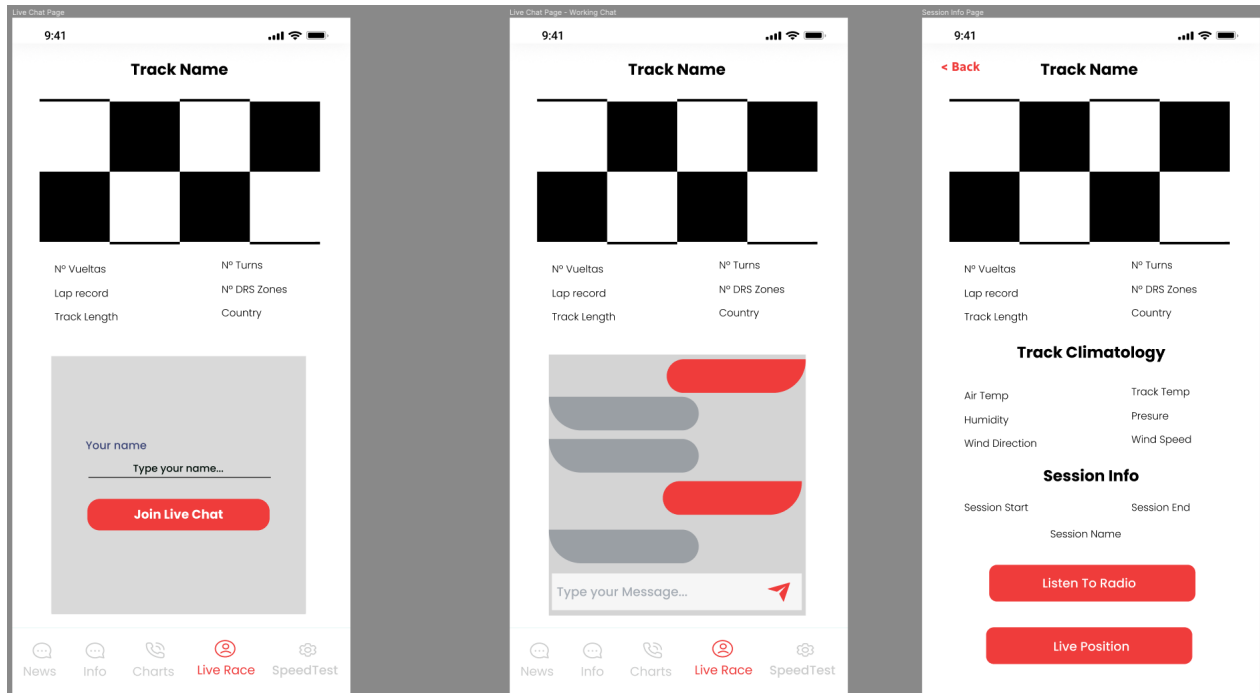 Live Chat Page
9:41
Track Name
Nº Vueltas
Nº Turns
Lap record
Nº DRS Zones
Track Length
Country
Your name
Type your name...
Join Live Chat
News
Info
Charts
Live Race
SpeedTest
Live Chat Page - Working Chat
9:41
Track Name
Nº Vueltas
Nº Turns
Lap record
Nº DRS Zones
Track Length
Country
Type your Message...
News
Info
Charts
Live Race
SpeedTest
Session Info Page
9:41
< Back
Track Name
Nº Vueltas
Nº Turns
Lap record
Nº DRS Zones
Track Length
Country
Track Climatology
Air Temp
Track Temp
Humidity
Presure
Wind Direction
Wind Speed
Session Info
Session Start
Session End
Session Name
Listen To Radio
Live Position